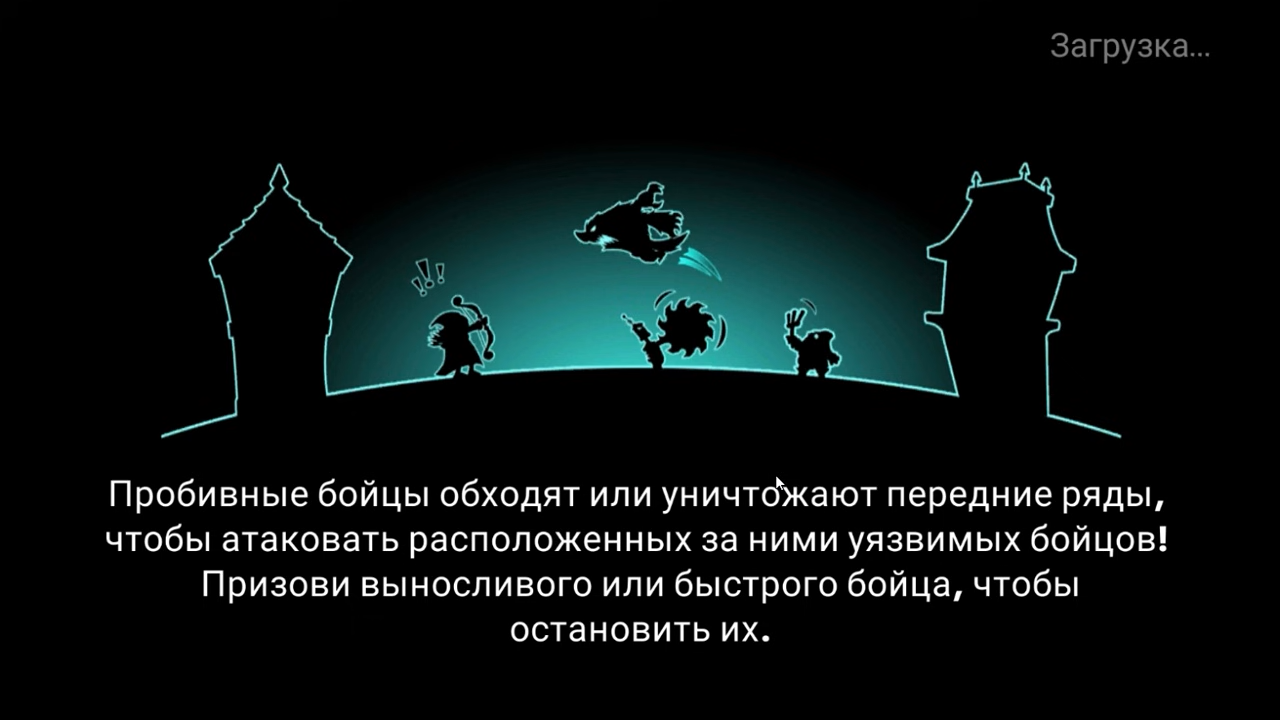 Загрузка...
Пробивные бойцы обходят или уничтожают передние ряды,
чтобы атаковать расположенных за ними уязвимых бойцов!
Призови выносливого или быстрого бойца, чтобы
остановить их.